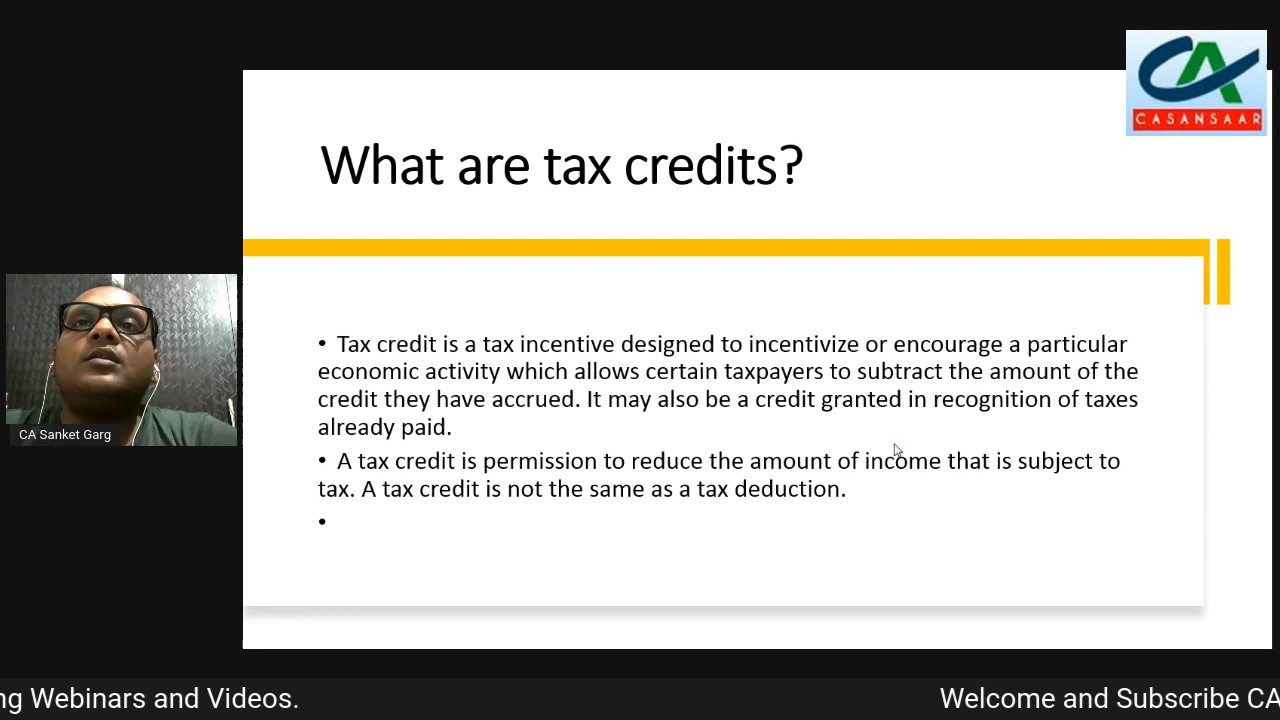 CASANSAAR
What are tax credits?
• Tax credit is a tax incentive designed to incentivize or encourage a particular
economic activity which allows certain taxpayers to subtract the amount of the
credit they have accrued. It may also be a credit granted in recognition of taxes
already paid.
• A tax credit is permission to reduce the amount of income that is subject to
tax. A tax credit is not the same as a tax deduction.
•
CA Sanket Garg
ng Webinars and Videos.
Welcome and Subscribe CA